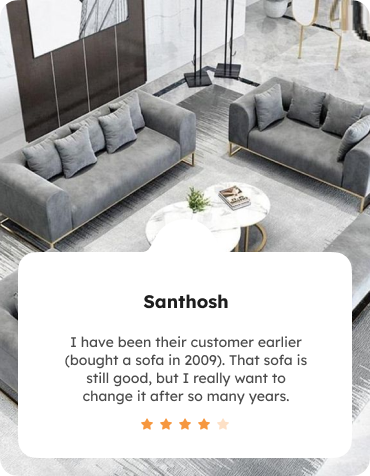 Santhosh
I have been their customer earlier
(bought a sofa in 2009). That sofa is
still good, but I really want to
change it after so many years.